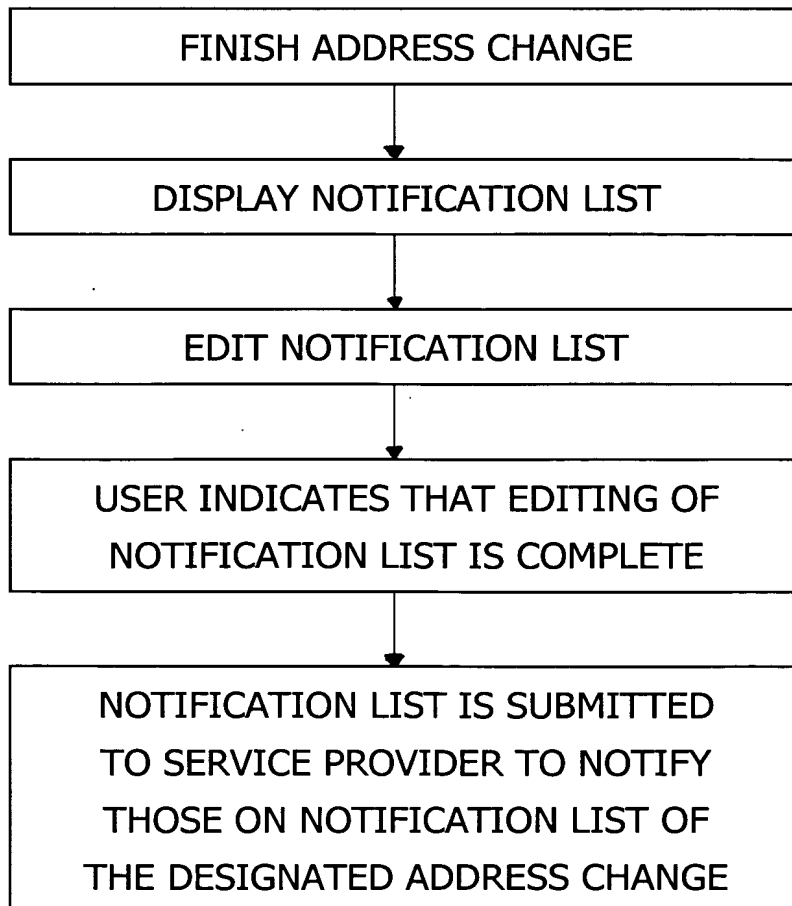 FINISH ADDRESS CHANGE
DISPLAY NOTIFICATION LIST
EDIT NOTIFICATION LIST
USER INDICATES THAT EDITING OF
NOTIFICATION LIST IS COMPLETE
NOTIFICATION LIST IS SUBMITTED
TO SERVICE PROVIDER TO NOTIFY
THOSE ON NOTIFICATION LIST OF
THE DESIGNATED ADDRESS CHANGE